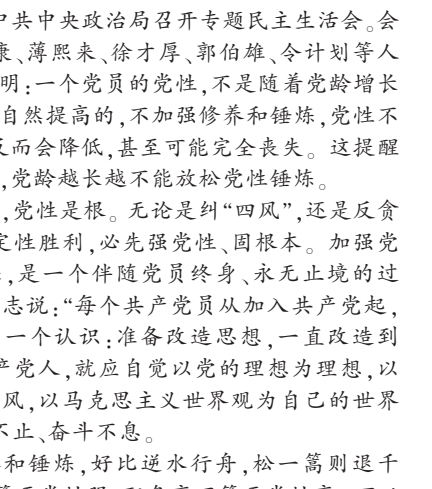 中共中央政治局召开专题民主生活会。会
康、薄熙来、徐才厚、郭伯雄、令计划等人
明:一个党员的党性,不是随着党龄增长
自然提高的,不加强修养和锤炼,党性不
反而会降低,甚至可能完全丧失。这提醒
,党龄越长越不能放松党性锤炼。
,党性是根。无论是纠“四风”,还是反贪
定性胜利,必先强党性、固根本。加强党
,是一个伴随党员终身、永无止境的过
志说:“每个共产党员从加入共产党起,
一个认识:准备改造思想,一直改造到
产党人,就应自觉以党的理想为理想,以
风,以马克思主义世界观为自己的世界
不止、奋斗不息。
和锤炼,好比逆水行舟,松一篙则退千